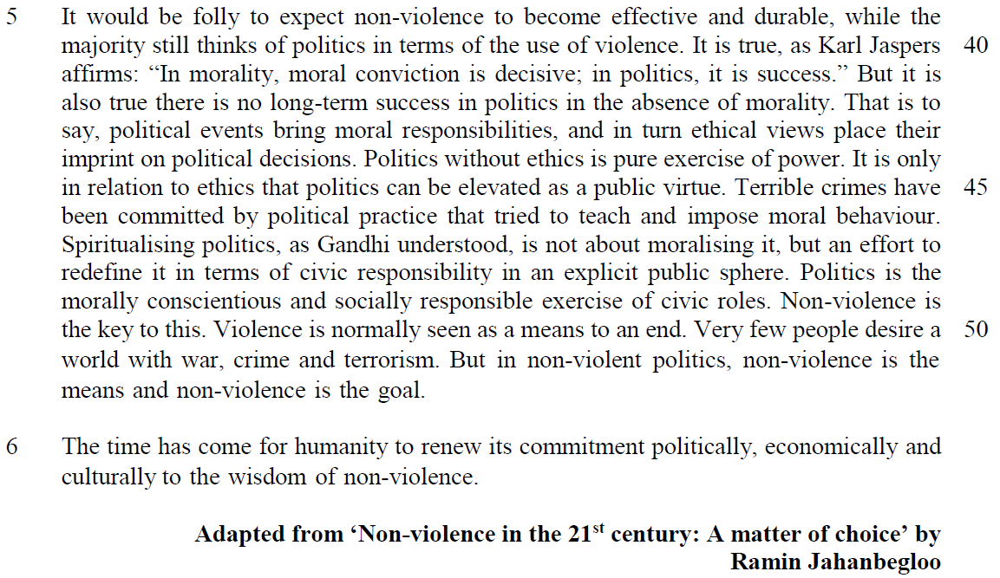 5 It would be folly to expect non-violence to become effective and durable, while the
majority still thinks of politics in terms of the use of violence. It is true, as Karl Jaspers 40
affirms: “In morality, moral conviction is decisive; in politics, it is success.” But it is
also true there is no long-term success in politics in the absence of morality. That is to
say, political events bring moral responsibilities, and in turn ethical views place their
imprint on political decisions. Politics without ethics is pure exercise of power. It is only
in relation to ethics that politics can be elevated as a public virtue. Terrible crimes have 45
been committed by political practice that tried to teach and impose moral behaviour.
Spiritualising politics, as Gandhi understood, is not about moralising it, but an effort to
redefine it in terms of civic responsibility in an explicit public sphere. Politics is the
morally conscientious and socially responsible exercise of civic roles. Non-violence is
the key to this. Violence is normally seen as a means to an end. Very few people desire a 50
world with war, crime and terrorism. But in non-violent politics, non-violence is the
means and non-violence is the goal.
6 The time has come for humanity to renew its commitment politically, economically and
culturally to the wisdom of non-violence.
Adapted from ‘Non-violence in the 21st century: A matter of choice’ by
Ramin Jahanbegloo